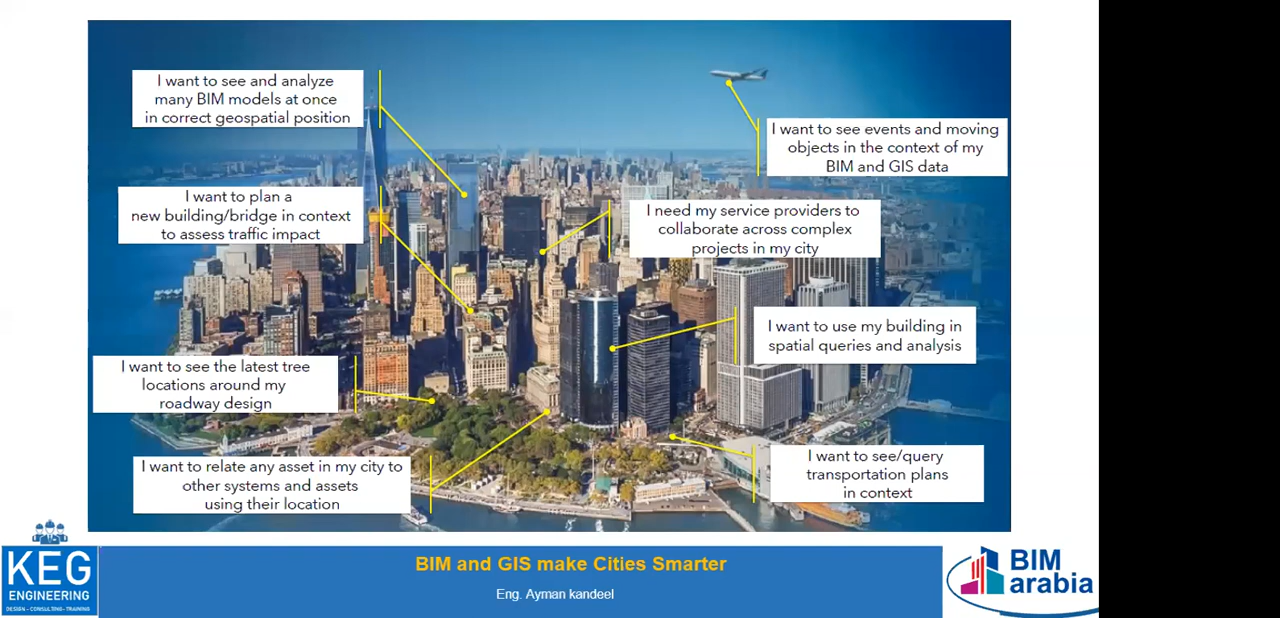 I want to see and analyze
many BIM models at once
in correct geospatial position
I want to see events and moving
objects in the context of my
BIM and GIS data
I want to plan a
new building/bridge in context
to assess traffic impact
I need my service providers to
collaborate across complex
projects in my city
I want to use my building in
spatial queries and analysis
I want to see the latest tree
locations around my
roadway design
I want to relate any asset in my city to
other systems and assets
using their location
I want to see/query
transportation plans
in context
KEG
ENGINEERING
DESIGN - CONSULTING - TRAINING
BIM and GIS make Cities Smarter
Eng. Ayman kandeel
BIM
arabia